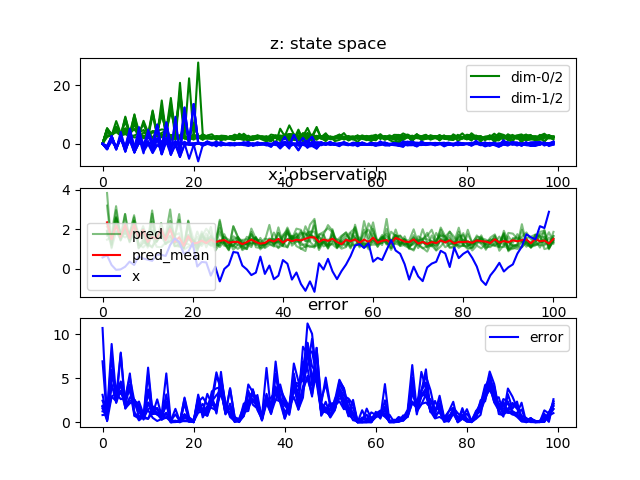 z: state space
20
0
dim-0/2
dim-1/2
0 20 40 60 80 100
x: observation
4
2
0
pred
pred_mean
x
0 20 40 60 80 100
error
10
5
0
error
0 20 40 60 80 100